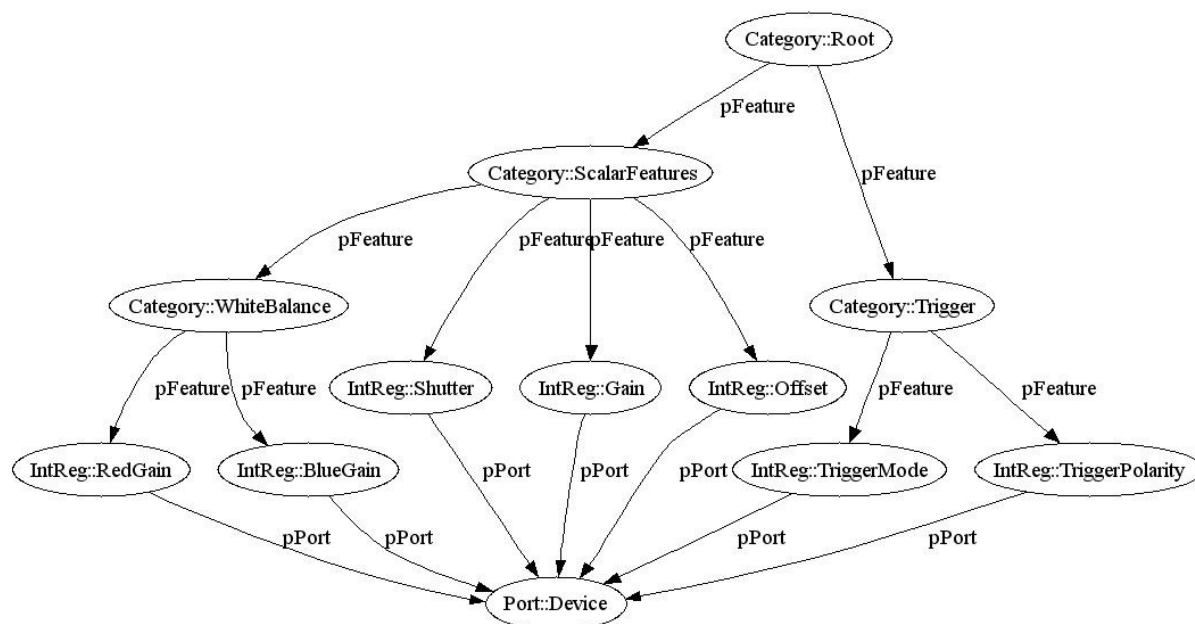 Category::Root
pFeature
Category::ScalarFeatures
pFeature
pFeature
pFeature
pFeature
pFeature
Category::WhiteBalance
Category::Trigger
IntReg::Shutter
IntReg::Gain
IntReg::Offset
pFeature
pFeature
pFeature
pFeature
IntReg::RedGain
IntReg::BlueGain
pPort
pPort
pPort
IntReg::TriggerMode
IntReg::TriggerPolarity
pPort
pPort
pPort
pPort
Port::Device